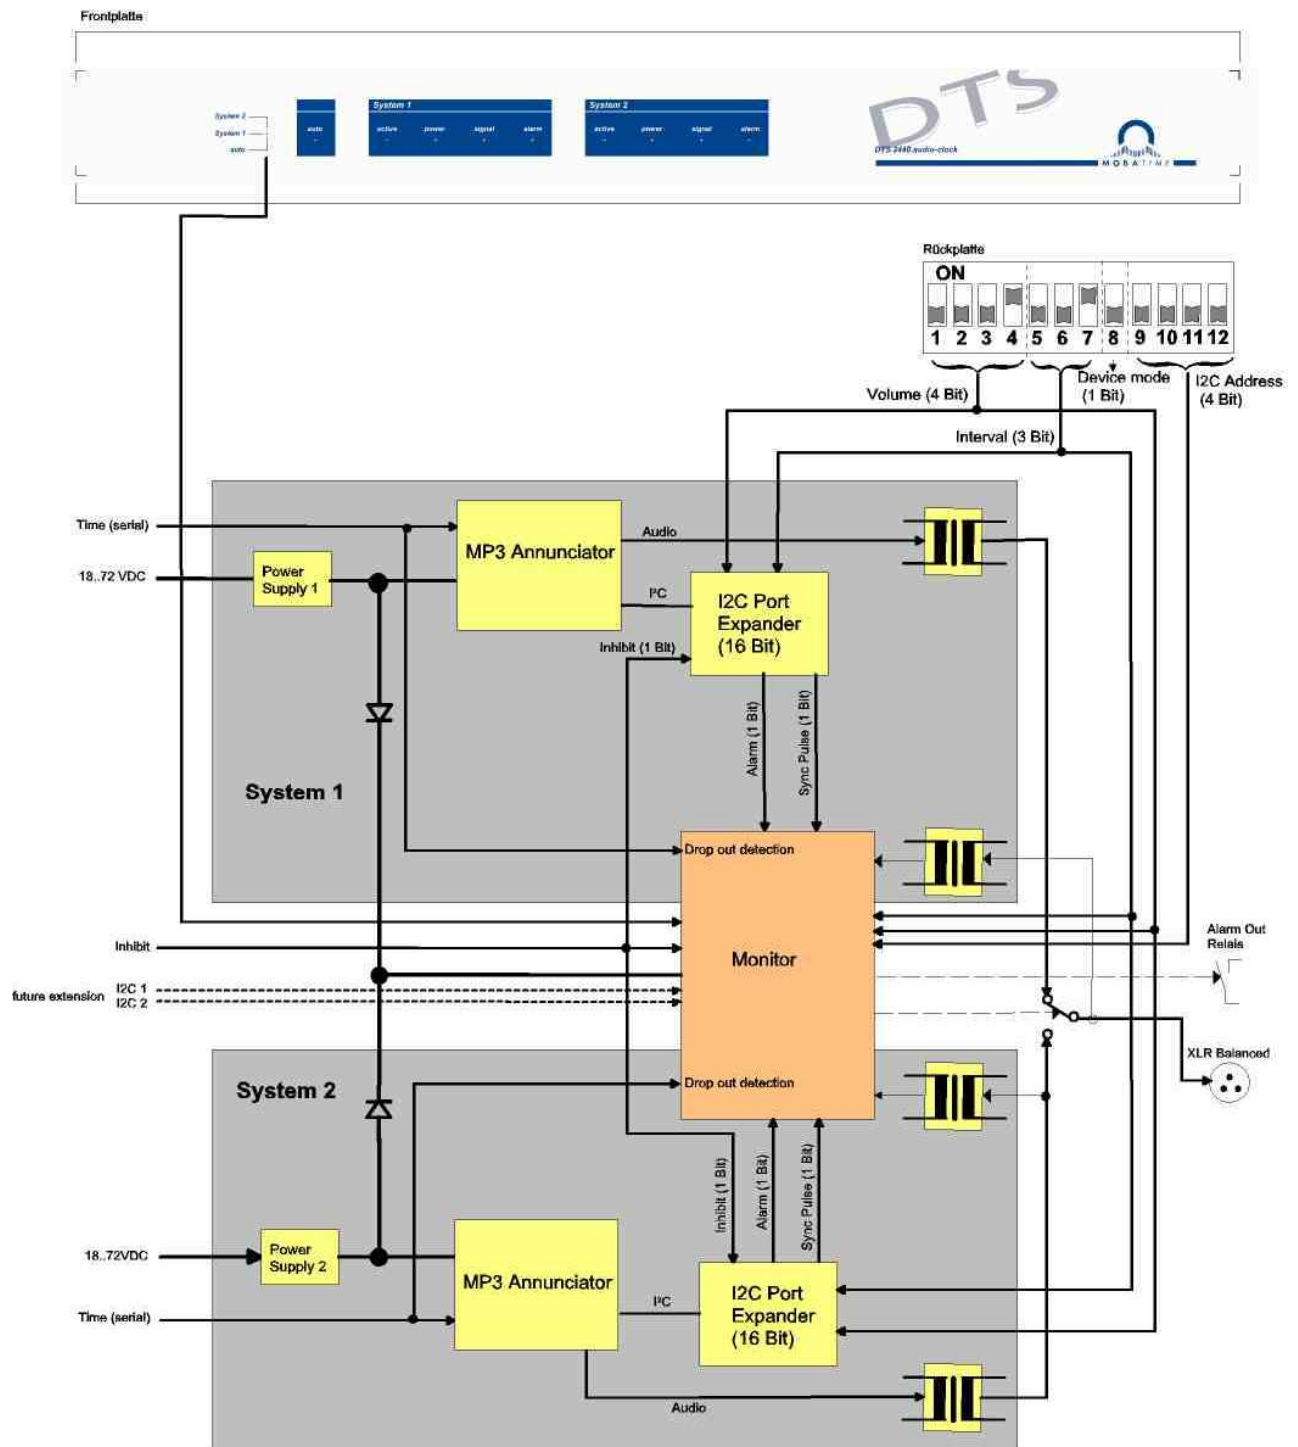 Frontplatte
System 2
System 1
auto
auto
System 1
active power signal alarm
System 2
active power signal alarm
DTS
DTS 2440.audio-clock
MOBATIME
Rückplatte
ON
1 2 3 4 5 6 7 8 9 10 11 12
Volume (4 Bit)
Device mode
(1 Bit)
I2C Address
(4 Bit)
Interval (3 Bit)
Time (serial)
18..72 VDC
Power
Supply 1
MP3 Annunciator
Audio
I²C
I2C Port
Expander
(16 Bit)
Inhibit (1 Bit)
Alarm (1 Bit)
Sync Pulse (1 Bit)
System 1
Drop out detection
Inhibit
Monitor
Alarm Out
Relais
future extension
I2C 1
I2C 2
XLR Balanced
System 2
Drop out detection
Inhibit (1 Bit)
Alarm (1 Bit)
Sync Pulse (1 Bit)
18..72VDC
Power
Supply 2
MP3 Annunciator
I²C
I2C Port
Expander
(16 Bit)
Time (serial)
Audio